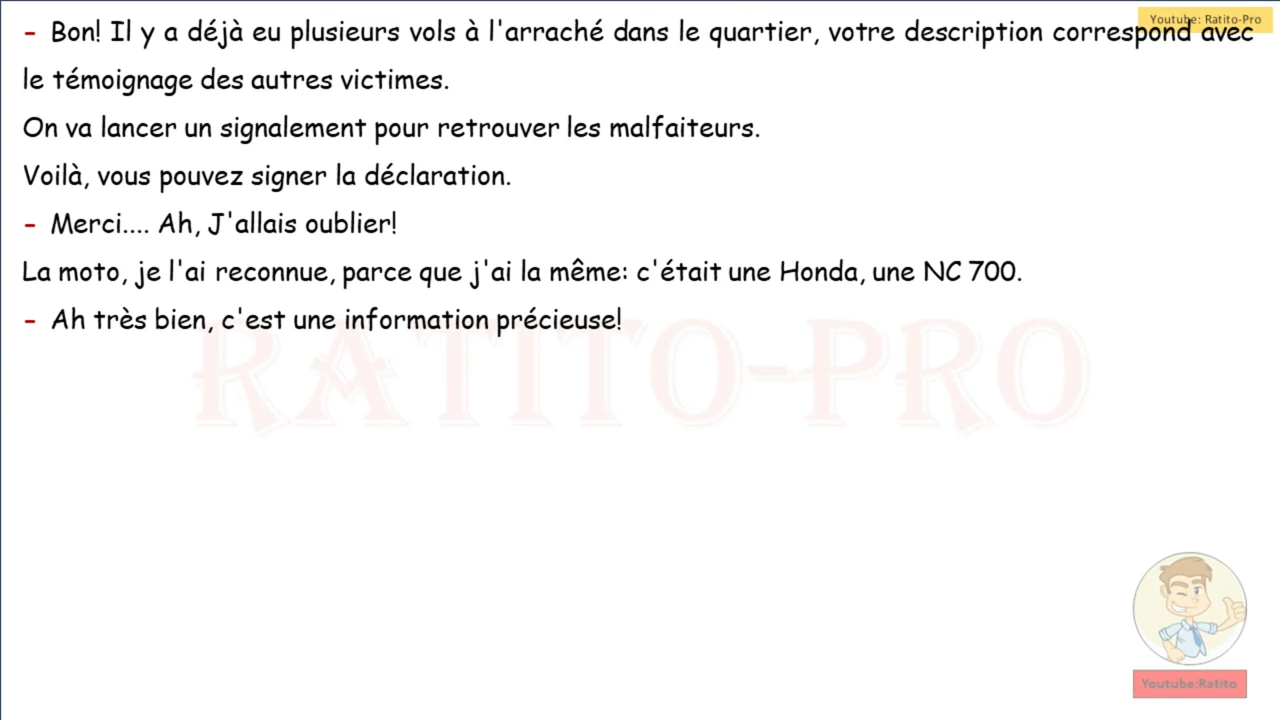 Youtube: Ratito-Pro
- Bon! Il y a déjà eu plusieurs vols à l'arraché dans le quartier, votre description correspond avec
le témoignage des autres victimes.
On va lancer un signalement pour retrouver les malfaiteurs.
Voilà, vous pouvez signer la déclaration.
- Merci.... Ah, J'allais oublier!
La moto, je l'ai reconnue, parce que j'ai la même: c'était une Honda, une NC 700.
- Ah très bien, c'est une information précieuse!
RATITO-PRO
Youtube:Ratito